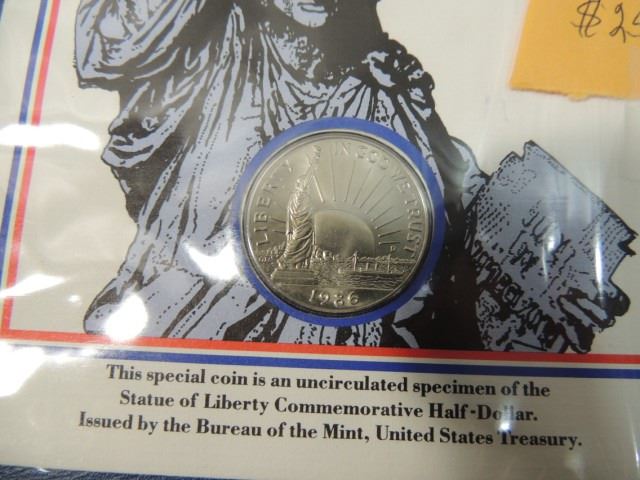 $25
LIBERTY
IN GOD WE TRUST
1986
This special coin is an uncirculated specimen of the
Statue of Liberty Commemorative Half-Dollar.
Issued by the Bureau of the Mint, United States Treasury.